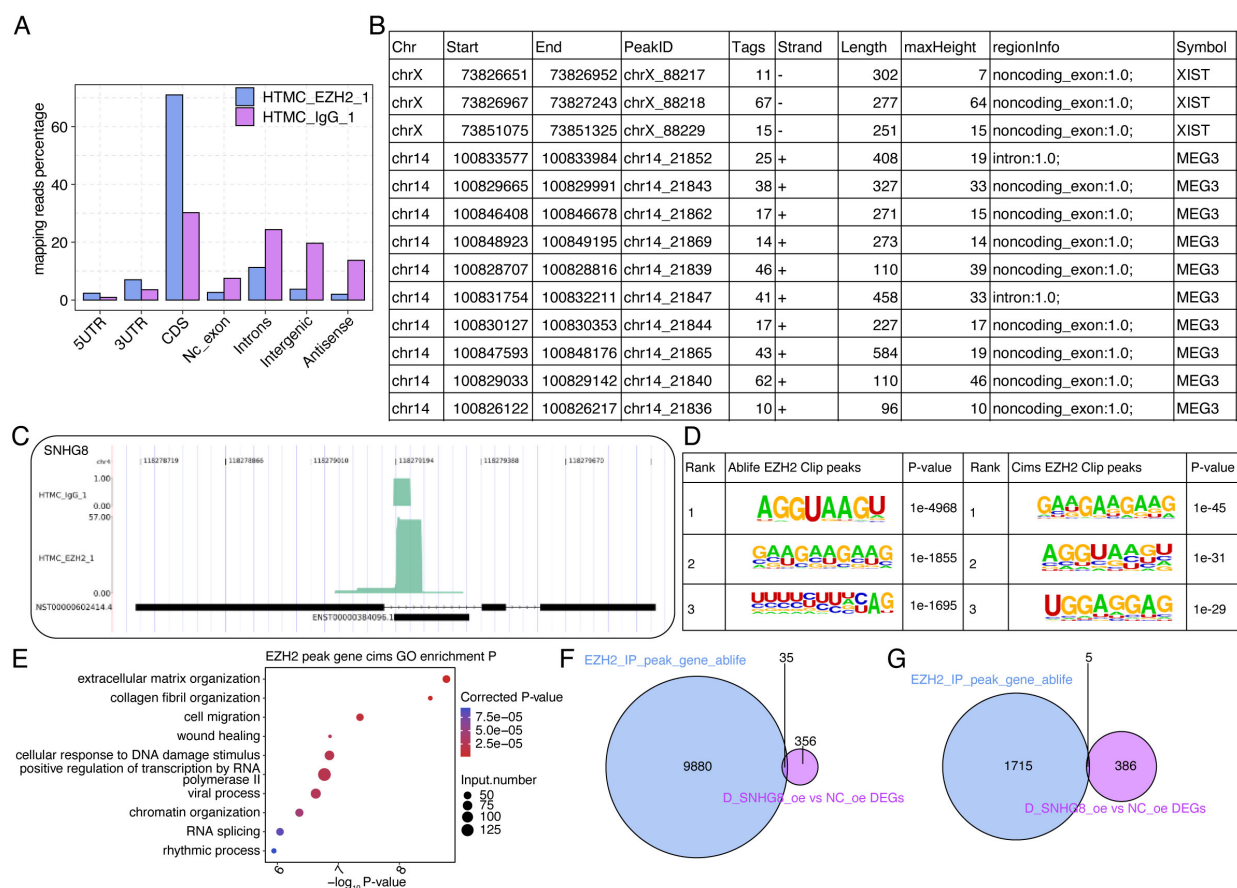 A
mapping reads percentage
60
40
20
0
HTMC_EZH2_1
HTMC_IgG_1
5UTR
3UTR
CDS
Nc_exon
Introns
Intergenic
Antisense
B
Chr Start End PeakID Tags Strand Length maxHeight regionInfo Symbol
chrX 73826651 73826952 chrX_88217 11 - 302 7 noncoding_exon:1.0; XIST
chrX 73826967 73827243 chrX_88218 67 - 277 64 noncoding_exon:1.0; XIST
chrX 73851075 73851325 chrX_88229 15 - 251 15 noncoding_exon:1.0; XIST
chr14 100833577 100833984 chr14_21852 25 + 408 19 intron:1.0; MEG3
chr14 100829665 100829991 chr14_21843 38 + 327 33 noncoding_exon:1.0; MEG3
chr14 100846408 100846678 chr14_21862 17 + 271 15 noncoding_exon:1.0; MEG3
chr14 100848923 100849195 chr14_21869 14 + 273 14 noncoding_exon:1.0; MEG3
chr14 100828707 100828816 chr14_21839 46 + 110 39 noncoding_exon:1.0; MEG3
chr14 100831754 100832211 chr14_21847 41 + 458 33 intron:1.0; MEG3
chr14 100830127 100830353 chr14_21844 17 + 227 17 noncoding_exon:1.0; MEG3
chr14 100847593 100848176 chr14_21865 43 + 584 19 noncoding_exon:1.0; MEG3
chr14 100829033 100829142 chr14_21840 62 + 110 46 noncoding_exon:1.0; MEG3
chr14 100826122 100826217 chr14_21836 10 + 96 10 noncoding_exon:1.0; MEG3
C
SNHG8
chr4 118278719 118278866 118279010 118279194 118279388 118279670
1.00
HTMC_IgG_1
0.00
57.00
HTMC_EZH2_1
0.00
NST00000602414.4
ENST00000384096.1
D
Rank Ablife EZH2 Clip peaks P-value Rank Cims EZH2 Clip peaks P-value
1 AGGUAAGU 1e-4968 1 GAAGAAGAAG 1e-45
2 GAAGAAGAAG 1e-1855 2 AGGUAAGU 1e-31
3 UUUUCUUUCAG 1e-1695 3 UGGAGGAG 1e-29
E
EZH2 peak gene cims GO enrichment P
extracellular matrix organization
collagen fibril organization
cell migration
wound healing
cellular response to DNA damage stimulus
positive regulation of transcription by RNA
polymerase II
viral process
chromatin organization
RNA splicing
rhythmic process
6 7 8
−log₁₀ P-value
Corrected P-value
7.5e-05
5.0e-05
2.5e-05
Input.number
50
75
100
125
F
EZH2_IP_peak_gene_ablife
35
9880
356
D_SNHG8_oe vs NC_oe DEGs
G
EZH2_IP_peak_gene_ablife
5
1715
386
D_SNHG8_oe vs NC_oe DEGs